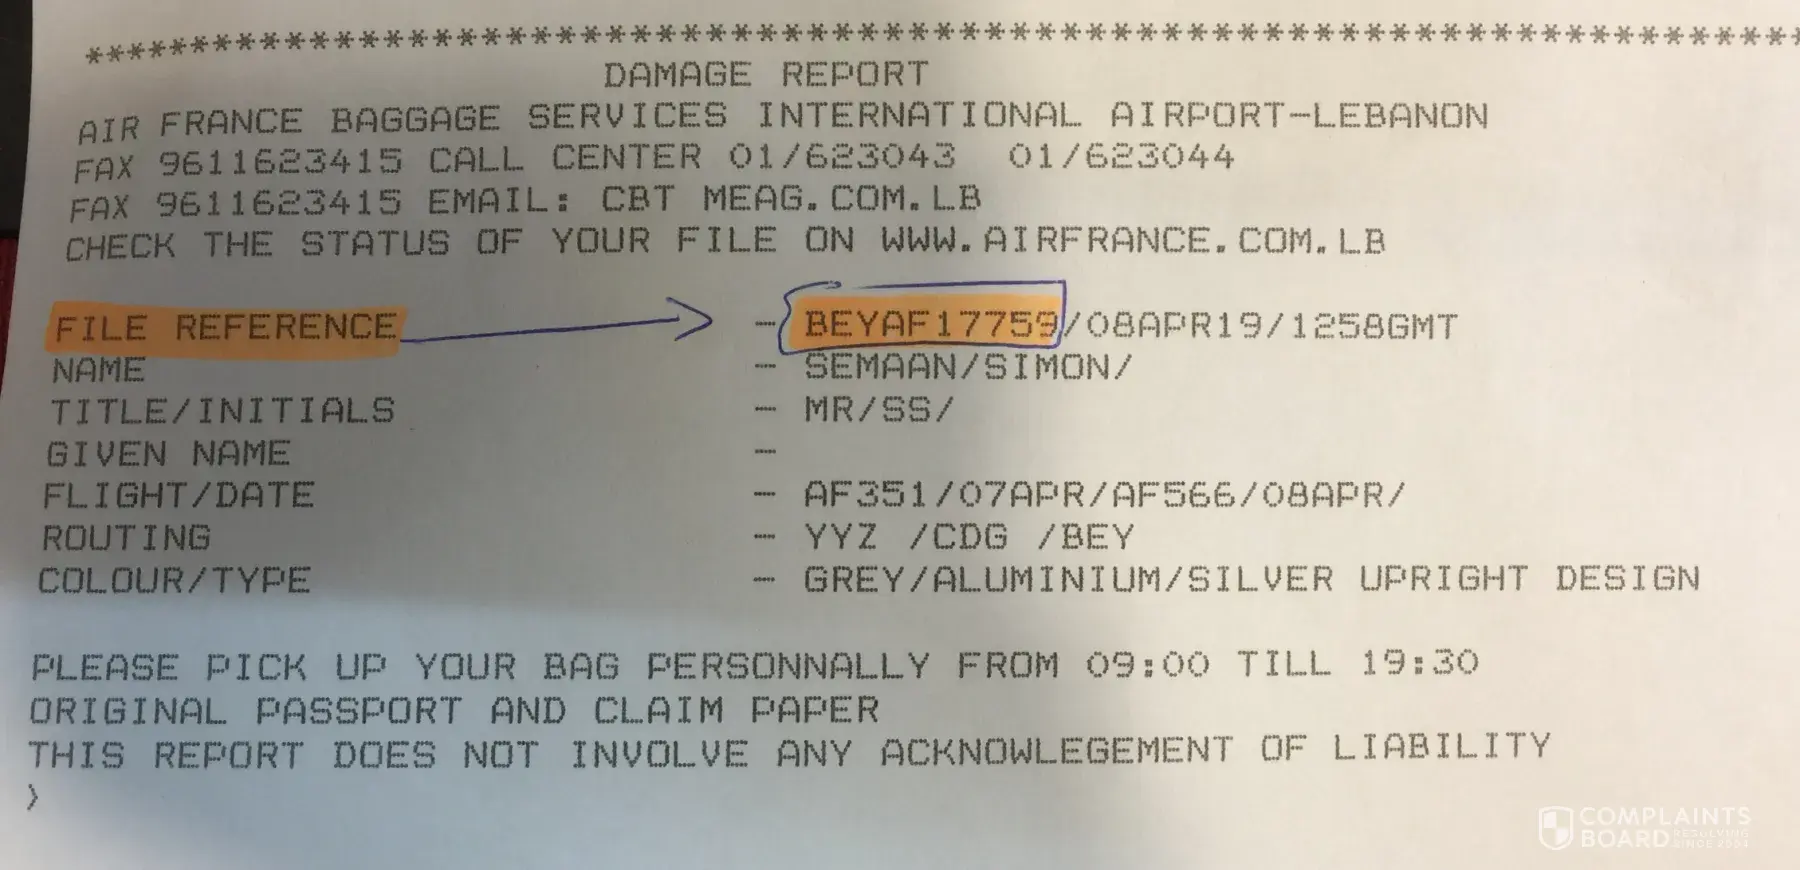 ********************************************************************************
DAMAGE REPORT
AIR FRANCE BAGGAGE SERVICES INTERNATIONAL AIRPORT-LEBANON
FAX 9611623415 CALL CENTER 01/623043 01/623044
FAX 9611623415 EMAIL: CBT MEAG.COM.LB
CHECK THE STATUS OF YOUR FILE ON WWW.AIRFRANCE.COM.LB
FILE REFERENCE - BEYAF17759/08APR19/1258GMT
NAME - SEMAAN/SIMON/
TITLE/INITIALS - MR/SS/
GIVEN NAME -
FLIGHT/DATE - AF351/07APR/AF566/08APR/
ROUTING - YYZ /CDG /BEY
COLOUR/TYPE - GREY/ALUMINIUM/SILVER UPRIGHT DESIGN
PLEASE PICK UP YOUR BAG PERSONNALLY FROM 09:00 TILL 19:30
ORIGINAL PASSPORT AND CLAIM PAPER
THIS REPORT DOES NOT INVOLVE ANY ACKNOWLEGEMENT OF LIABILITY
>
COMPLAINTS
BOARD RESOLVING SINCE 2004